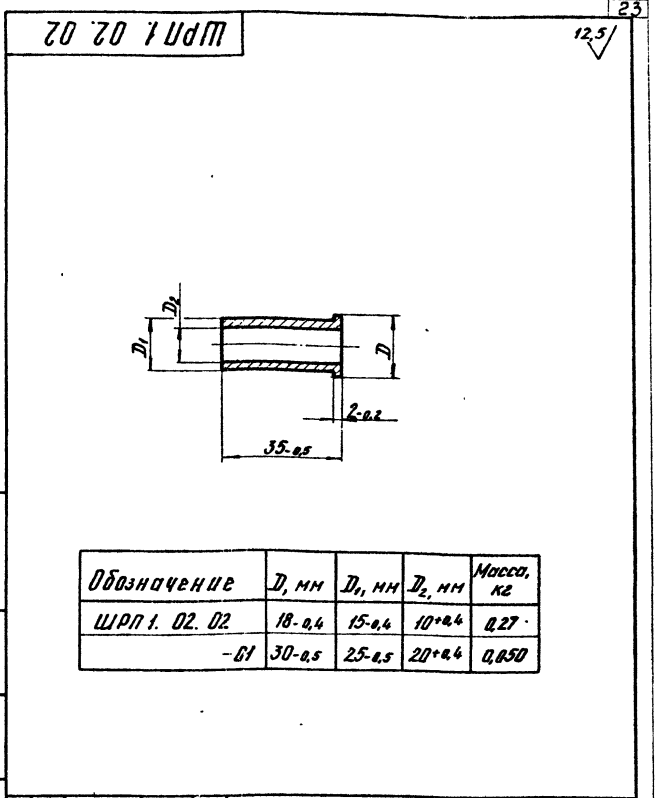 23
ШРП 1. 02. 02
12,5
D₂
D₁
D
2-0,2
35-0,5
Обозначение D, мм D₁, мм D₂, мм Масса, кг
ШРП 1. 02. 02 18-0,4 15-0,4 10+0,4 0,27
-01 30-0,5 25-0,5 20+0,4 0,050